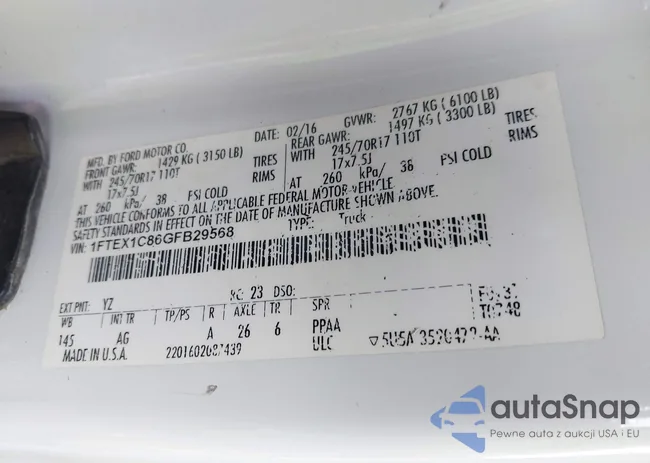 MFD. BY FORD MOTOR CO.
DATE: 02/16 GVWR: 2767 KG ( 6100 LB)
FRONT GAWR: 1429 KG ( 3150 LB)
REAR GAWR: 1497 KG ( 3300 LB)
WITH 245/70R17 110T TIRES
WITH 245/70R17 110T TIRES
17x7.5J RIMS
17x7.5J RIMS
AT 260 kPa/ 38 PSI COLD
AT 260 kPa/ 38 PSI COLD
THIS VEHICLE CONFORMS TO ALL APPLICABLE FEDERAL MOTOR VEHICLE
SAFETY STANDARDS IN EFFECT ON THE DATE OF MANUFACTURE SHOWN ABOVE.
VIN: 1FTEX1C86GFB29568
TYPE: Truck
EXT PNT: YZ RC: 23 DSO:
WB INT TR TP/PS R AXLE TR SPR
145 AG A 26 6 PPAA
MADE IN U.S.A. 2201602087439 ULC
autoSnap
Pewne auta z aukcji USA i EU